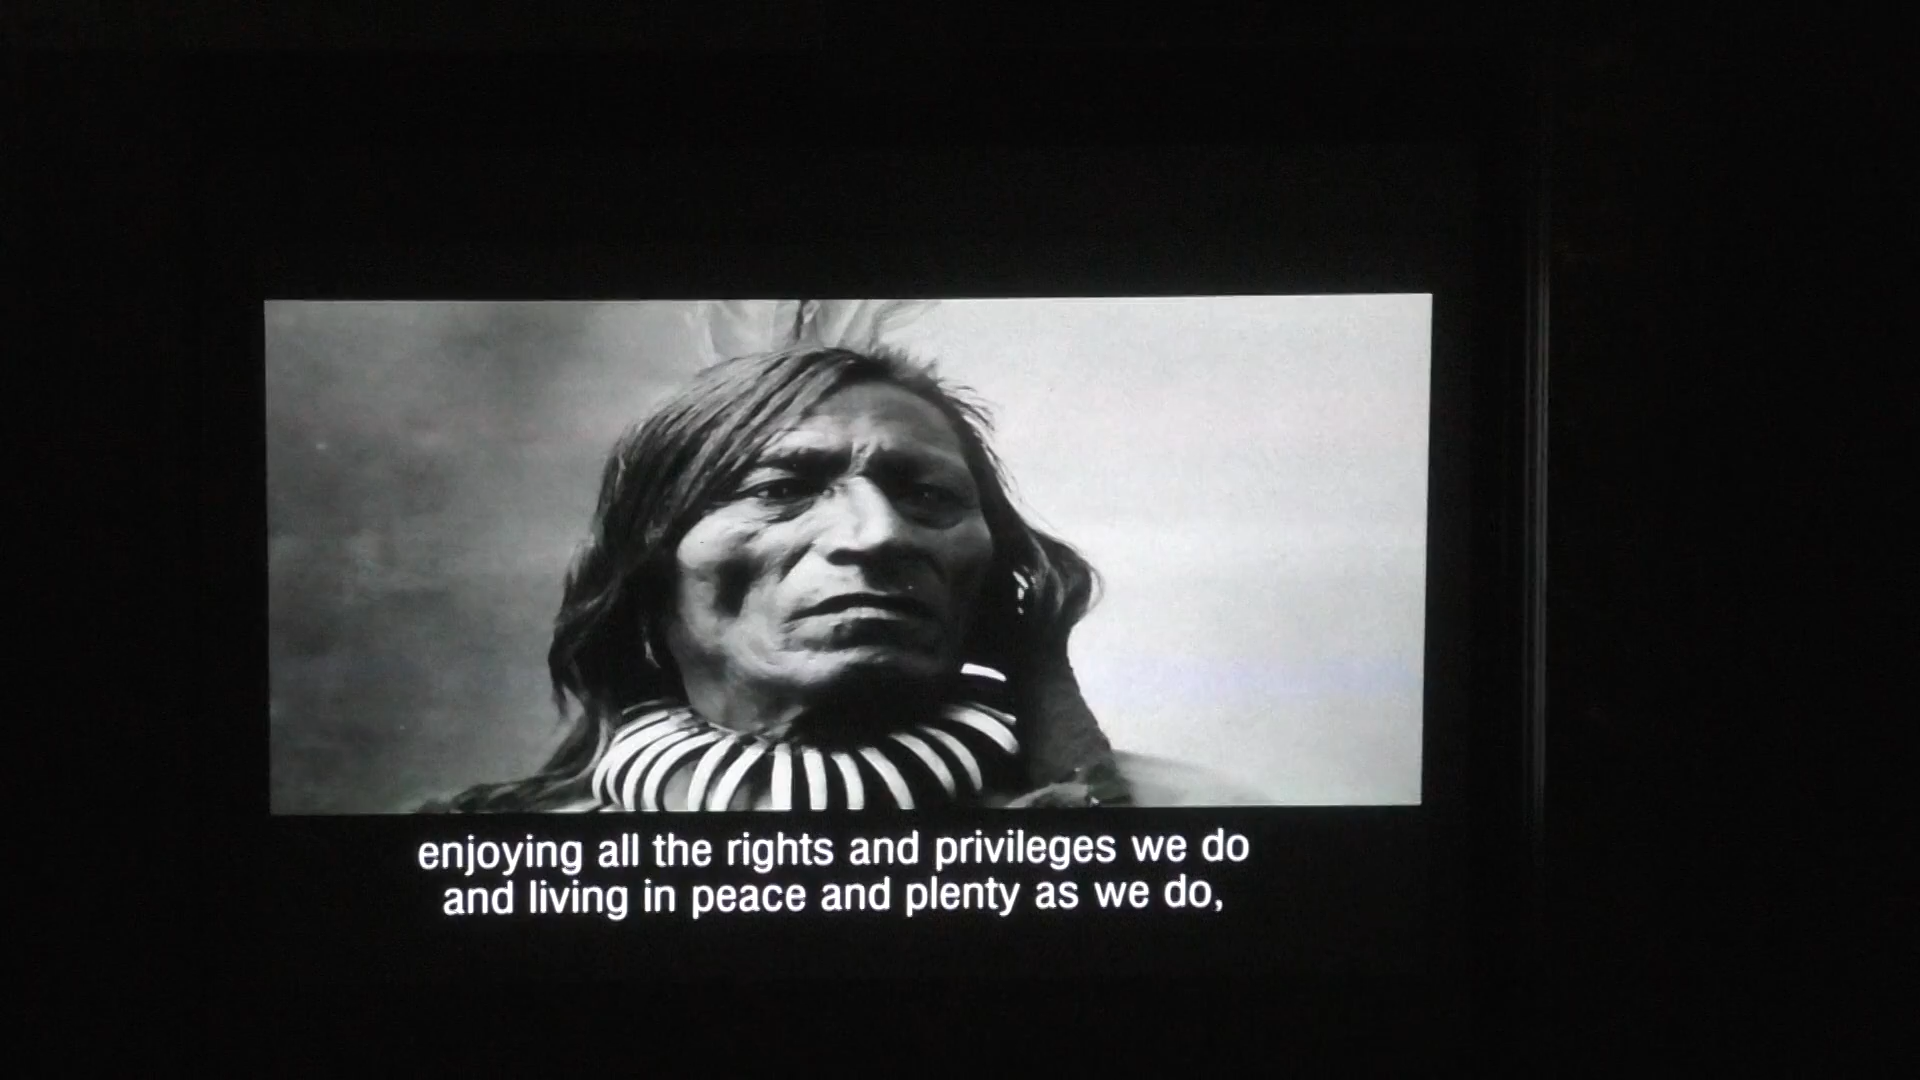 enjoying all the rights and privileges we do
and living in peace and plenty as we do,